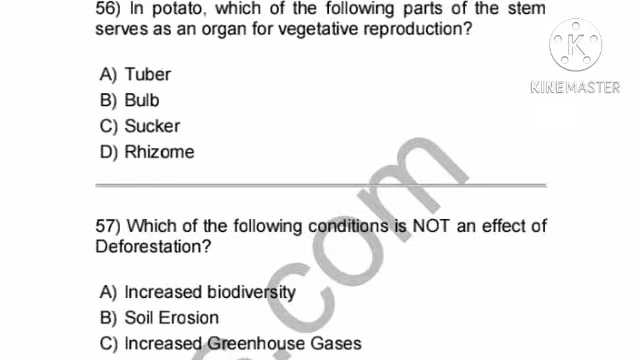 56) In potato, which of the following parts of the stem
serves as an organ for vegetative reproduction?
A) Tuber
B) Bulb
C) Sucker
D) Rhizome
KINEMASTER
57) Which of the following conditions is NOT an effect of
Deforestation?
A) Increased biodiversity
B) Soil Erosion
C) Increased Greenhouse Gases
s.com